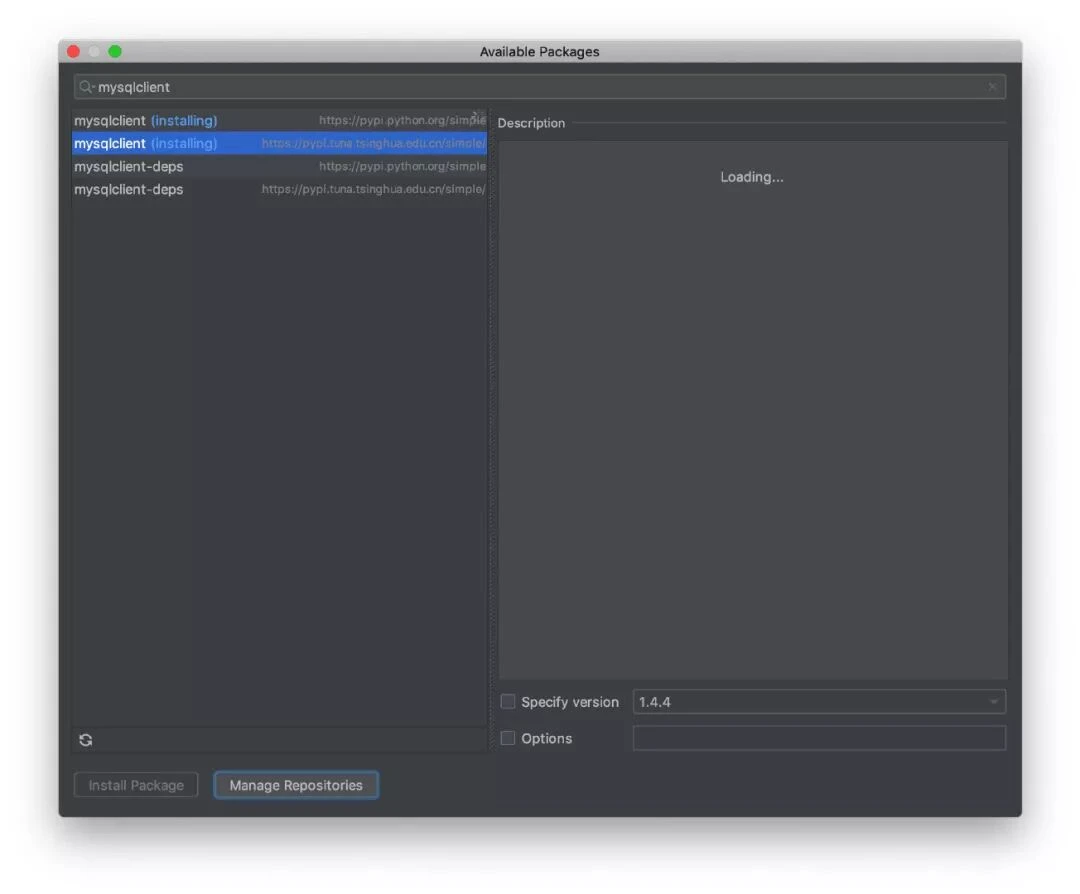 Available Packages
mysqlclient
mysqlclient (installing) https://pypi.python.org/simple
mysqlclient (installing) https://pypi.tuna.tsinghua.edu.cn/simple/
mysqlclient-deps https://pypi.python.org/simple
mysqlclient-deps https://pypi.tuna.tsinghua.edu.cn/simple/
Description
Loading...
Specify version 1.4.4
Options
Install Package Manage Repositories